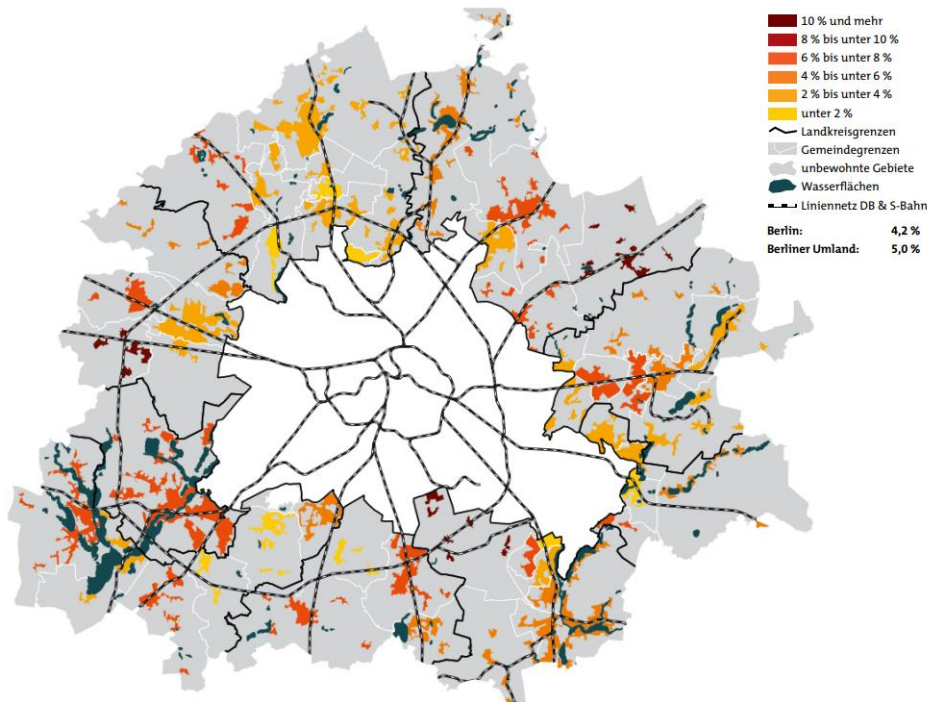 10 % und mehr
8 % bis unter 10 %
6 % bis unter 8 %
4 % bis unter 6 %
2 % bis unter 4 %
unter 2 %
Landkreisgrenzen
Gemeindegrenzen
unbewohnte Gebiete
Wasserflächen
Liniennetz DB & S-Bahn
Berlin: 4,2 %
Berliner Umland: 5,0 %